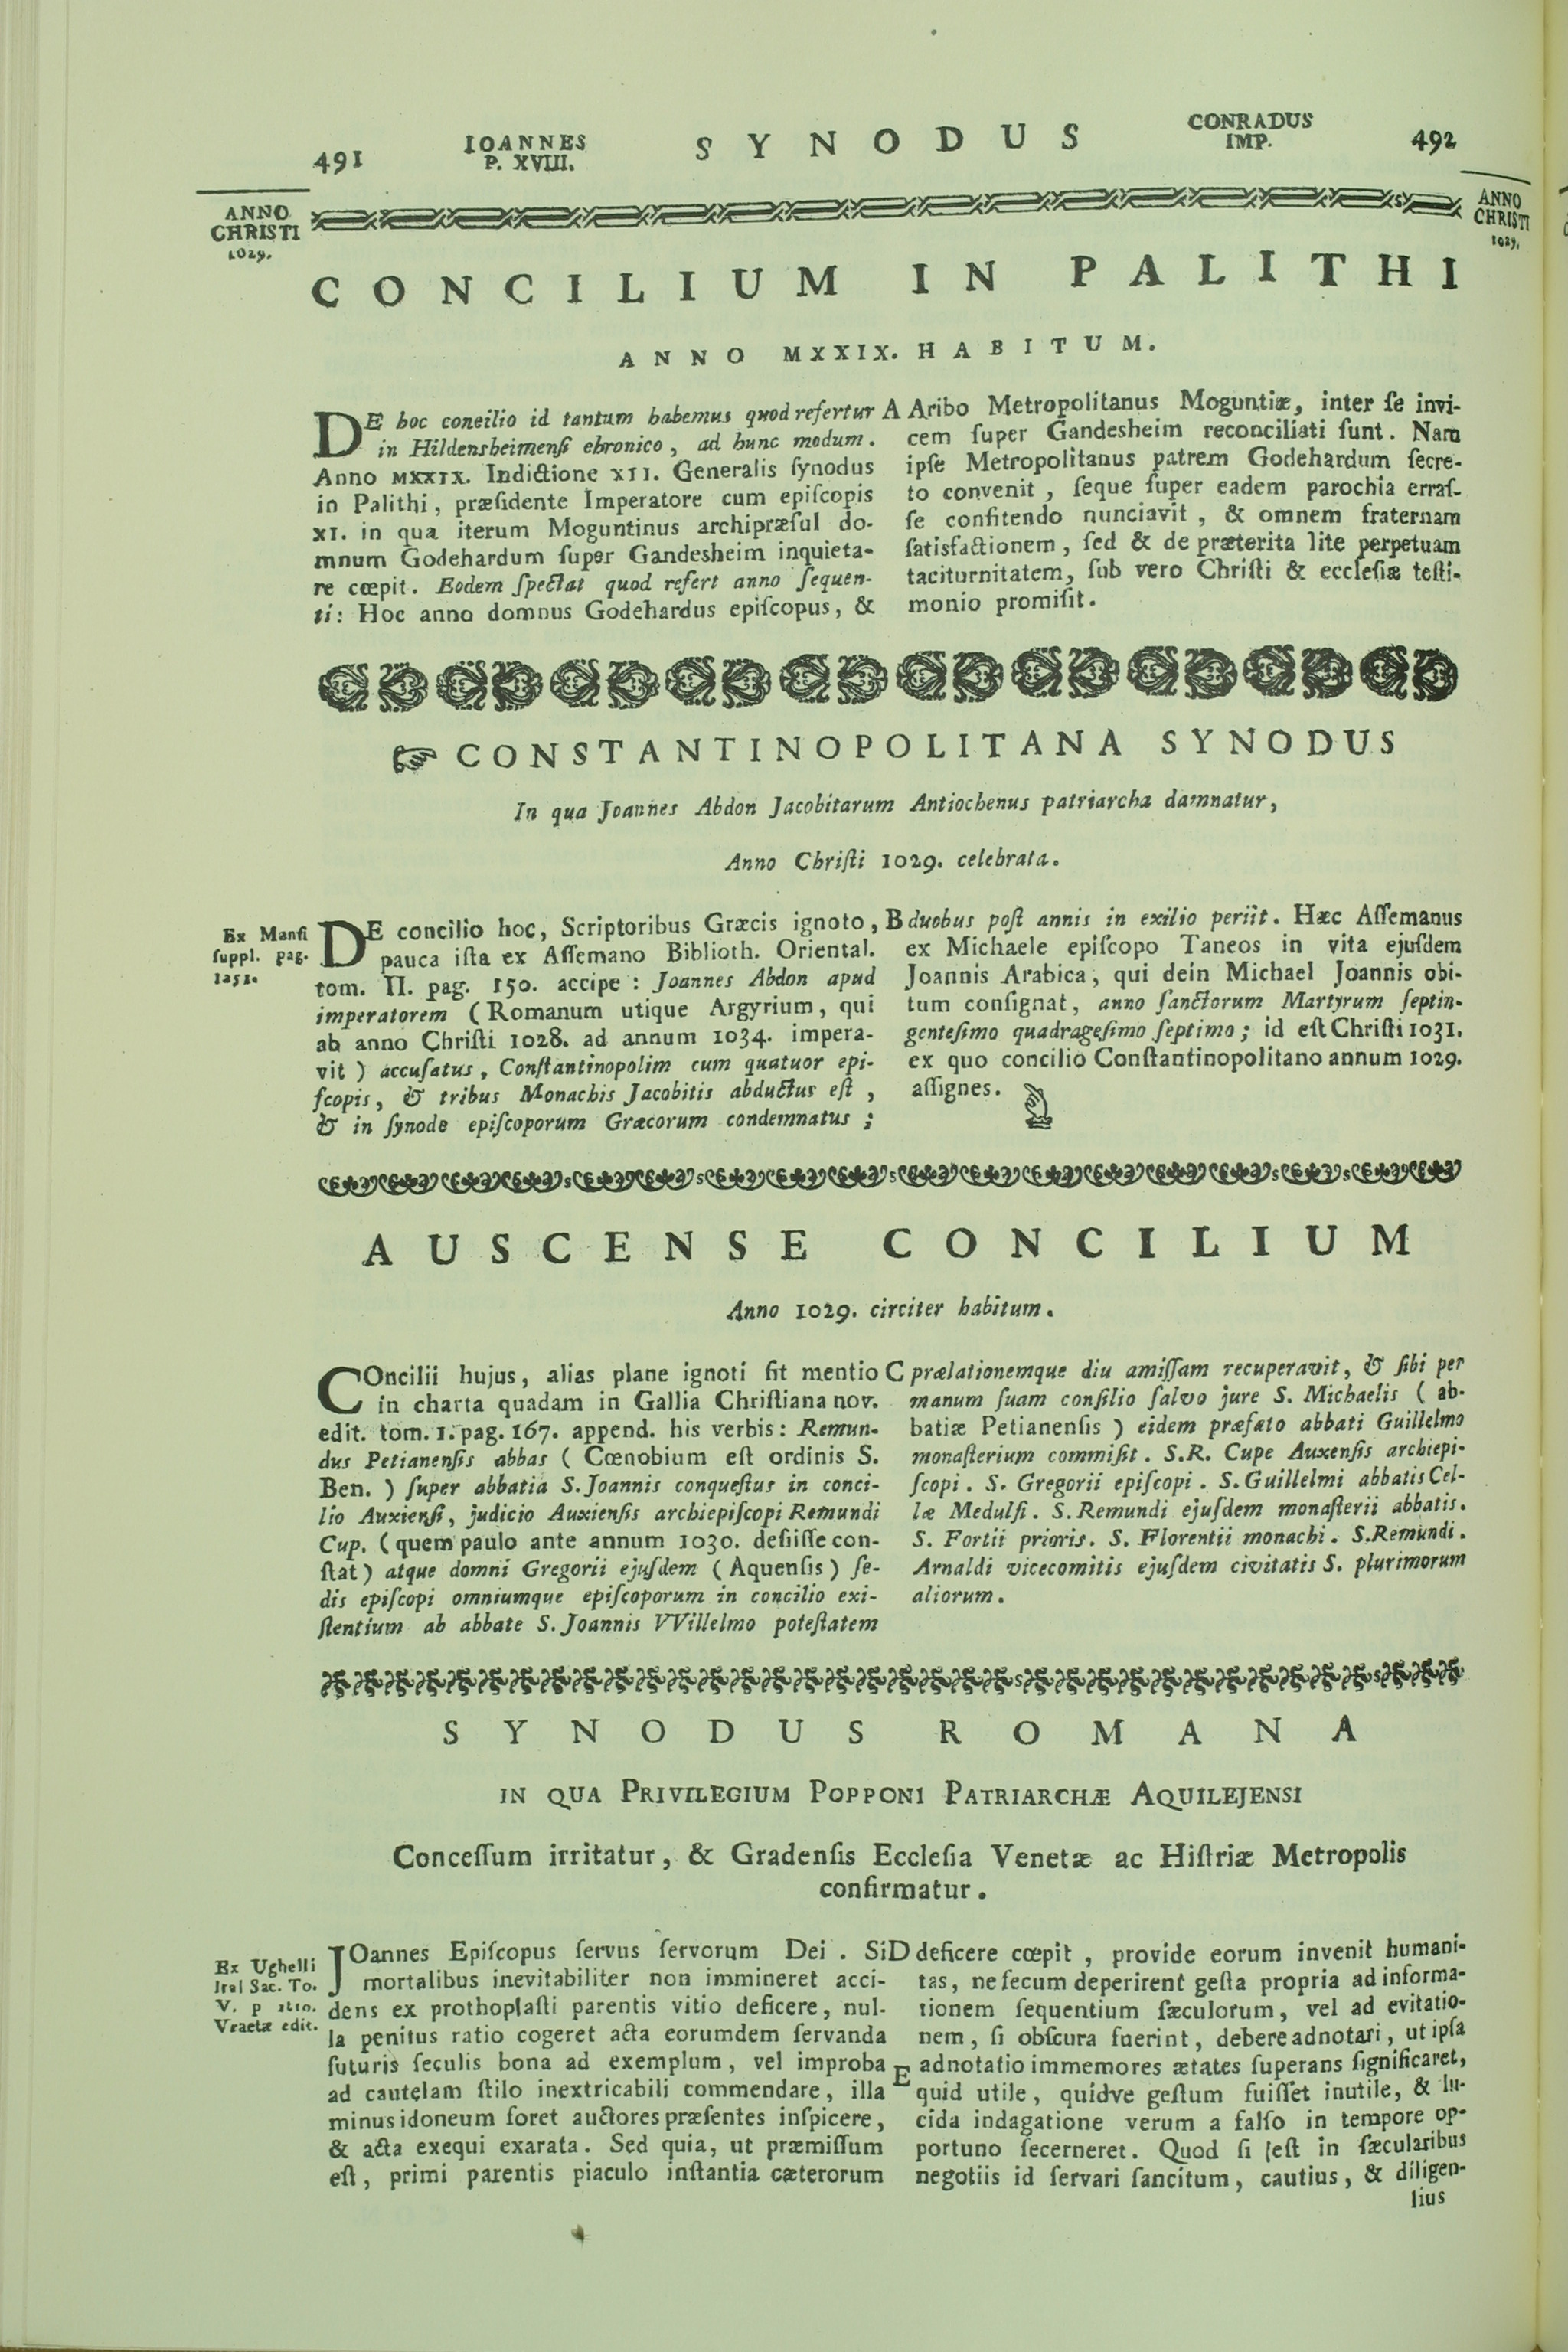 491
IOANNES
P. XVIII.
SYNODUS
CONRADUS
IMP.
492
ANNO
CHRISTI
1029.
ANNO
CHRISTI
1029.
CONCILIUM IN PALITHI
ANNO MXXIX. HABITUM.
DE hoc concilio id tantum habemus quod refertur
in Hildensheimensi chronico, ad hunc modum.
Anno MXXIX. Indictione XII. Generalis ſynodus
in Palithi, præſidente Imperatore cum epiſcopis
XI. in qua iterum Moguntinus archipræſul do-
mnum Godehardum ſuper Gandesheim inquieta-
re cœpit. Eodem ſpectat quod refert anno ſequen-
ti: Hoc anno domnus Godehardus epiſcopus, &
A
Aribo Metropolitanus Moguntiæ, inter ſe invi-
cem ſuper Gandesheim reconciliati ſunt. Nam
ipſe Metropolitanus patrem Godehardum ſecre-
to convenit, ſeque ſuper eadem parochia erraſ-
ſe confitendo nunciavit, & omnem fraternam
ſatisfactionem, ſed & de præterita lite perpetuam
taciturnitatem, ſub vero Chriſti & eccleſiæ teſti-
monio promiſit.
☞ CONSTANTINOPOLITANA SYNODUS
In qua Joannes Abdon Jacobitarum Antiochenus patriarcha damnatur,
Anno Chriſti 1029. celebrata.
Ex Manſi
ſuppl. pag.
1251.
DE concilio hoc, Scriptoribus Græcis ignoto,
pauca iſta ex Aſſemano Biblioth. Oriental.
tom. II. pag. 150. accipe: Joannes Abdon apud
imperatorem (Romanum utique Argyrium, qui
ab anno Chriſti 1028. ad annum 1034. impera-
vit) accuſatus, Conſtantinopolim cum quatuor epi-
ſcopis, & tribus Monachis Jacobitis abductus eſt,
& in ſynodo epiſcoporum Græcorum condemnatus;
B
duobus poſt annis in exilio periit. Hæc Aſſemanus
ex Michaele epiſcopo Taneos in vita ejuſdem
Joannis Arabica, qui dein Michael Joannis obi-
tum conſignat, anno ſanctorum Martyrum ſeptin-
genteſimo quadrageſimo ſeptimo; id eſt Chriſti 1031.
ex quo concilio Conſtantinopolitano annum 1029.
aſſignes.
AUSCENSE CONCILIUM
Anno 1029. circiter habitum.
COncilii hujus, alias plane ignoti fit mentio
in charta quadam in Gallia Chriſtiana nov.
edit. tom. 1. pag. 167. append. his verbis: Remun-
dus Petianenſis abbas (Cœnobium eſt ordinis S.
Ben.) ſuper abbatia S. Joannis conqueſtus in conci-
lio Auxienſi, judicio Auxienſis archiepiſcopi Remundi
Cup. (quem paulo ante annum 1030. deſiiſſe con-
ſtat) atque domni Gregorii ejuſdem (Aquenſis) ſe-
dis epiſcopi omniumque epiſcoporum in concilio exi-
ſtentium ab abbate S. Joannis VVillelmo poteſtatem
C
prælationemque diu amiſſam recuperavit, & ſibi per
manum ſuam conſilio ſalvo jure S. Michaelis (ab-
batiæ Petianenſis) eidem præfato abbati Guillelmo
monaſterium commiſit. S.R. Cupe Auxenſis archiepi-
ſcopi. S. Gregorii epiſcopi. S. Guillelmi abbatis Cel-
læ Medulſi. S. Remundi ejuſdem monaſterii abbatis.
S. Fortii prioris. S. Florentii monachi. S. Remundi.
Arnaldi vicecomitis ejuſdem civitatis S. plurimorum
aliorum.
SYNODUS ROMANA
IN QUA PRIVILEGIUM POPPONI PATRIARCHÆ AQUILEJENSI
Conceſſum irritatur, & Gradenſis Eccleſia Venetæ ac Hiſtriæ Metropolis
confirmatur.
Ex Ughelli
Ital Sac. To.
V. p 1110.
Vraetæ edit.
JOannes Epiſcopus ſervus ſervorum Dei. Si
mortalibus inevitabiliter non immineret acci-
dens ex prothoplaſti parentis vitio deficere, nul-
la penitus ratio cogeret acta eorumdem ſervanda
futuris ſeculis bona ad exemplum, vel improba
ad cautelam ſtilo inextricabili commendare, illa
minus idoneum foret auctores præſentes inſpicere,
& acta exequi exarata. Sed quia, ut præmiſſum
eſt, primi parentis piaculo inſtantia cæterorum
D
E
deficere cœpit, provide eorum invenit humani-
tas, ne ſecum deperirent geſta propria ad informa-
tionem ſequentium ſæculorum, vel ad evitatio-
nem, ſi obſcura fuerint, debere adnotari, ut ipſa
adnotatio immemores ætates ſuperans ſignificaret,
quid utile, quidve geſtum fuiſſet inutile, & lu-
cida indagatione verum a falſo in tempore op-
portuno ſecerneret. Quod ſi (eſt in ſæcularibus
negotiis id ſervari ſancitum, cautius, & diligen-
lius